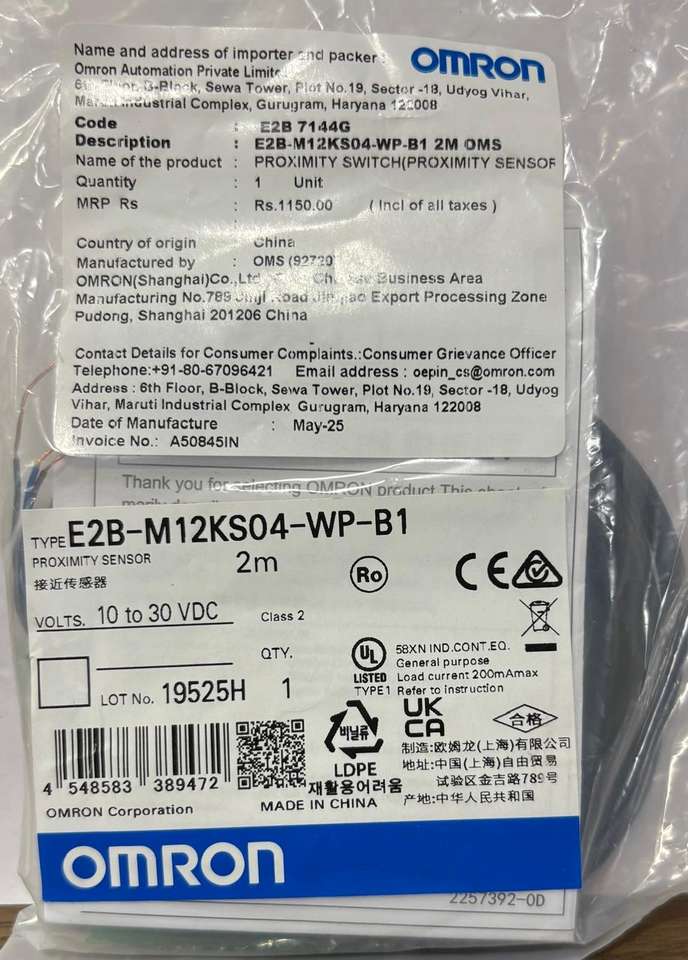 Name and address of importer and packer :
OMRON
Omron Automation Private Limite
6th Floor, B-Block, Sewa Tower, Plot No.19, Sector -18, Udyog Vihar,
Maruti Industrial Complex, Gurugram, Haryana 122008
Code : E2B 7144G
Description : E2B-M12KS04-WP-B1 2M OMS
Name of the product : PROXIMITY SWITCH(PROXIMITY SENSOR
Quantity : 1 Unit
MRP Rs : Rs.1150.00 ( Incl of all taxes )
Country of origin : China
Manufactured by : OMS (92720)
OMRON(Shanghai)Co.,Ltd. Business Area
Manufacturing No.789 Jinji Road Jinqiao Export Processing Zone
Pudong, Shanghai 201206 China
Contact Details for Consumer Complaints.:Consumer Grievance Officer
Telephone:+91-80-67096421 Email address : oepin_cs@omron.com
Address : 6th Floor, B-Block, Sewa Tower, Plot No.19, Sector -18, Udyog
Vihar, Maruti Industrial Complex Gurugram, Haryana 122008
Date of Manufacture : May-25
Invoice No.: A50845IN
Thank you for selecting OMRON product This sheet
TYPE E2B-M12KS04-WP-B1
PROXIMITY SENSOR 2m
接近传感器
Ro
CE
VOLTS. 10 to 30 VDC Class 2
QTY.
LOT No. 19525H 1
UL
LISTED
TYPE1
58XN IND.CONT.EQ.
General purpose
Load current 200mAmax
Refer to instruction
UK
CA
合格
비닐류
LDPE
재활용어려움
制造:欧姆龙(上海)有限公司
地址:中国(上海)自由贸易
试验区金吉路789号
产地:中华人民共和国
4 548583 389472
OMRON Corporation
MADE IN CHINA
OMRON
2257392-0D